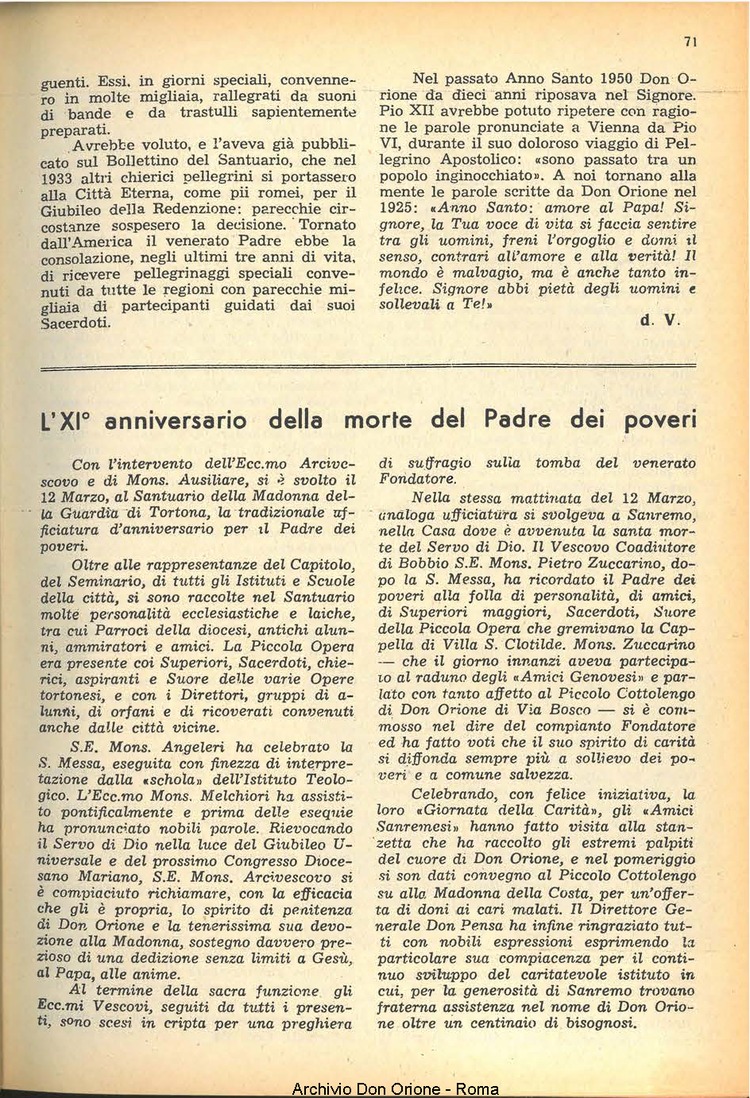 71
guenti. Essi, in giorni speciali, convenne-
ro in molte migliaia, rallegrati da suoni
di bande e da trastulli sapientemente
preparati.
Avrebbe voluto, e l'aveva già pubbli-
cato sul Bollettino del Santuario, che nel
1933 altri chierici pellegrini si portassero
alla Città Eterna, come pii romei, per il
Giubileo della Redenzione: parecchie cir-
costanze sospesero la decisione. Tornato
dall'America il venerato Padre ebbe la
consolazione, negli ultimi tre anni di vita,
di ricevere pellegrinaggi speciali conve-
nuti da tutte le regioni con parecchie mi-
gliaia di partecipanti guidati dai suoi
Sacerdoti.
Nel passato Anno Santo 1950 Don O-
rione da dieci anni riposava nel Signore.
Pio XII avrebbe potuto ripetere con ragio-
ne le parole pronunciate a Vienna da Pio
VI, durante il suo doloroso viaggio di Pel-
legrino Apostolico: «sono passato tra un
popolo inginocchiato». A noi tornano alla
mente le parole scritte da Don Orione nel
1925: «Anno Santo: amore al Papa! Si-
gnore, la Tua voce di vita si faccia sentire
tra gli uomini, freni l'orgoglio e domi il
senso, contrari all'amore e alla verità! Il
mondo è malvagio, ma è anche tanto in-
felice. Signore abbi pietà degli uomini e
sollevali a Te!»
d. V.
L'XI° anniversario della morte del Padre dei poveri
Con l'intervento dell'Ecc.mo Arcive-
scovo e di Mons. Ausiliare, si è svolto il
12 Marzo, al Santuario della Madonna del-
la Guardia di Tortona, la tradizionale uf-
ficiatura d'anniversario per il Padre dei
poveri.
Oltre alle rappresentanze del Capitolo,
del Seminario, di tutti gli Istituti e Scuole
della città, si sono raccolte nel Santuario
molte personalità ecclesiastiche e laiche,
tra cui Parroci della diocesi, antichi alun-
ni, ammiratori e amici. La Piccola Opera
era presente coi Superiori, Sacerdoti, chie-
rici, aspiranti e Suore delle varie Opere
tortonesi, e con i Direttori, gruppi di a-
lunni, di orfani e di ricoverati convenuti
anche dalle città vicine.
S.E. Mons. Angeleri ha celebrato la
S. Messa, eseguita con finezza di interpre-
tazione dalla «schola» dell'Istituto Teolo-
gico. L'Ecc.mo Mons. Melchiori ha assisti-
to pontificalmente e prima delle esequie
ha pronunciato nobili parole. Rievocando
il Servo di Dio nella luce del Giubileo U-
niversale e del prossimo Congresso Dioce-
sano Mariano, S.E. Mons. Arcivescovo si
è compiaciuto richiamare, con la efficacia
che gli è propria, lo spirito di penitenza
di Don Orione e la tenerissima sua devo-
zione alla Madonna, sostegno davvero pre-
zioso di una dedizione senza limiti a Gesù,
al Papa, alle anime.
Al termine della sacra funzione gli
Ecc.mi Vescovi, seguiti da tutti i presen-
ti, sono scesi in cripta per una preghiera
di suffragio sulla tomba del venerato
Fondatore.
Nella stessa mattinata del 12 Marzo,
analoga ufficiatura si svolgeva a Sanremo,
nella Casa dove è avvenuta la santa mor-
te del Servo di Dio. Il Vescovo Coadiutore
di Bobbio S.E. Mons. Pietro Zuccarino, do-
po la S. Messa, ha ricordato il Padre dei
poveri alla folla di personalità, di amici,
di Superiori maggiori, Sacerdoti, Suore
della Piccola Opera che gremivano la Cap-
pella di Villa S. Clotilde. Mons. Zuccarino
— che il giorno innanzi aveva partecipa-
to al raduno degli «Amici Genovesi» e par-
lato con tanto affetto al Piccolo Cottolengo
di Don Orione di Via Bosco — si è com-
mosso nel dire del compianto Fondatore
ed ha fatto voti che il suo spirito di carità
si diffonda sempre più a sollievo dei po-
veri e a comune salvezza.
Celebrando, con felice iniziativa, la
loro «Giornata della Carità», gli «Amici
Sanremesi» hanno fatto visita alla stan-
zetta che ha raccolto gli estremi palpiti
del cuore di Don Orione, e nel pomeriggio
si son dati convegno al Piccolo Cottolengo
su alla Madonna della Costa, per un'offer-
ta di doni ai cari malati. Il Direttore Ge-
nerale Don Pensa ha infine ringraziato tut-
ti con nobili espressioni esprimendo la
particolare sua compiacenza per il conti-
nuo sviluppo del caritatevole istituto in
cui, per la generosità di Sanremo trovano
fraterna assistenza nel nome di Don Orio-
ne oltre un centinaio di bisognosi.
Archivio Don Orione - Roma